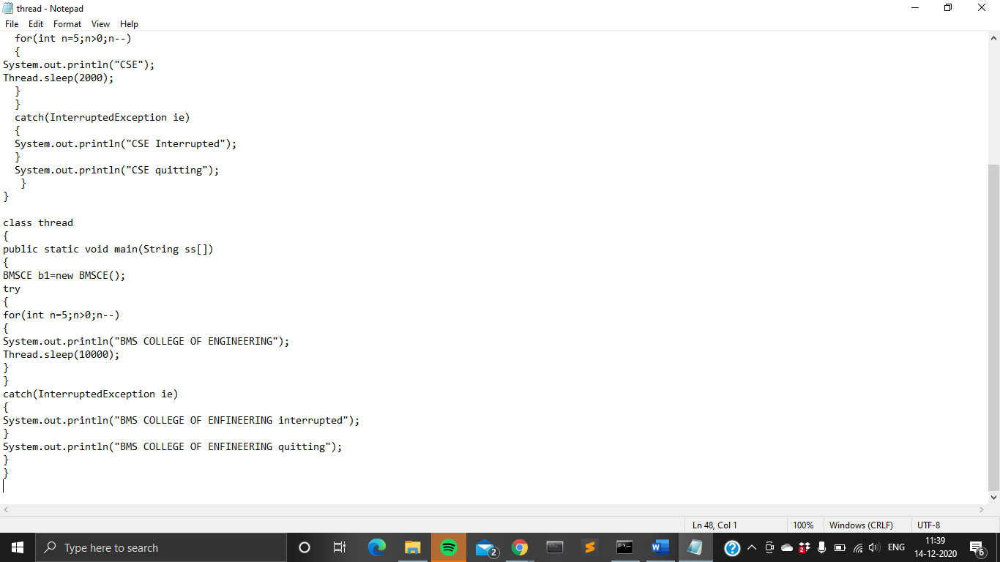 thread - Notepad
File Edit Format View Help
for(int n=5;n>0;n--)
{
System.out.println("CSE");
Thread.sleep(2000);
}
}
catch(InterruptedException ie)
{
System.out.println("CSE Interrupted");
}
System.out.println("CSE quitting");
}
}
class thread
{
public static void main(String ss[])
{
BMSCE b1=new BMSCE();
try
{
for(int n=5;n>0;n--)
{
System.out.println("BMS COLLEGE OF ENGINEERING");
Thread.sleep(10000);
}
}
catch(InterruptedException ie)
{
System.out.println("BMS COLLEGE OF ENFINEERING interrupted");
}
System.out.println("BMS COLLEGE OF ENFINEERING quitting");
}
}
Ln 48, Col 1 100% Windows (CRLF) UTF-8
Type here to search 2 2 ENG 11:39 6
14-12-2020